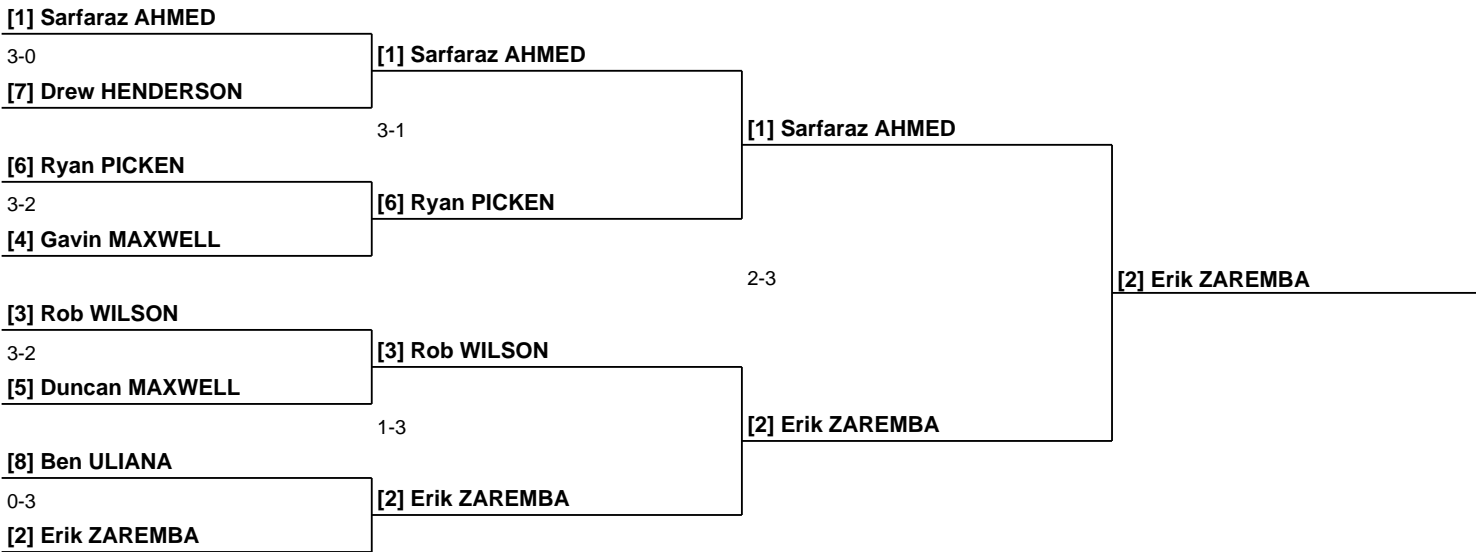 [1] Sarfaraz AHMED
3-0
[1] Sarfaraz AHMED
[7] Drew HENDERSON
3-1
[1] Sarfaraz AHMED
[6] Ryan PICKEN
3-2
[6] Ryan PICKEN
[4] Gavin MAXWELL
2-3
[2] Erik ZAREMBA
[3] Rob WILSON
3-2
[3] Rob WILSON
[5] Duncan MAXWELL
1-3
[2] Erik ZAREMBA
[8] Ben ULIANA
0-3
[2] Erik ZAREMBA
[2] Erik ZAREMBA